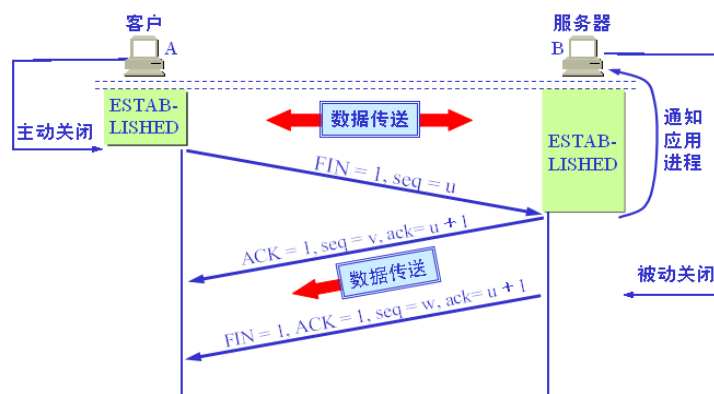 客户
服务器
A
B
ESTAB-
LISHED
数据传送
ESTAB-
LISHED
通知
应用
进程
主动关闭
FIN = 1, seq = u
ACK = 1, seq = v, ack= u + 1
数据传送
被动关闭
FIN = 1, ACK = 1, seq = w, ack= u + 1